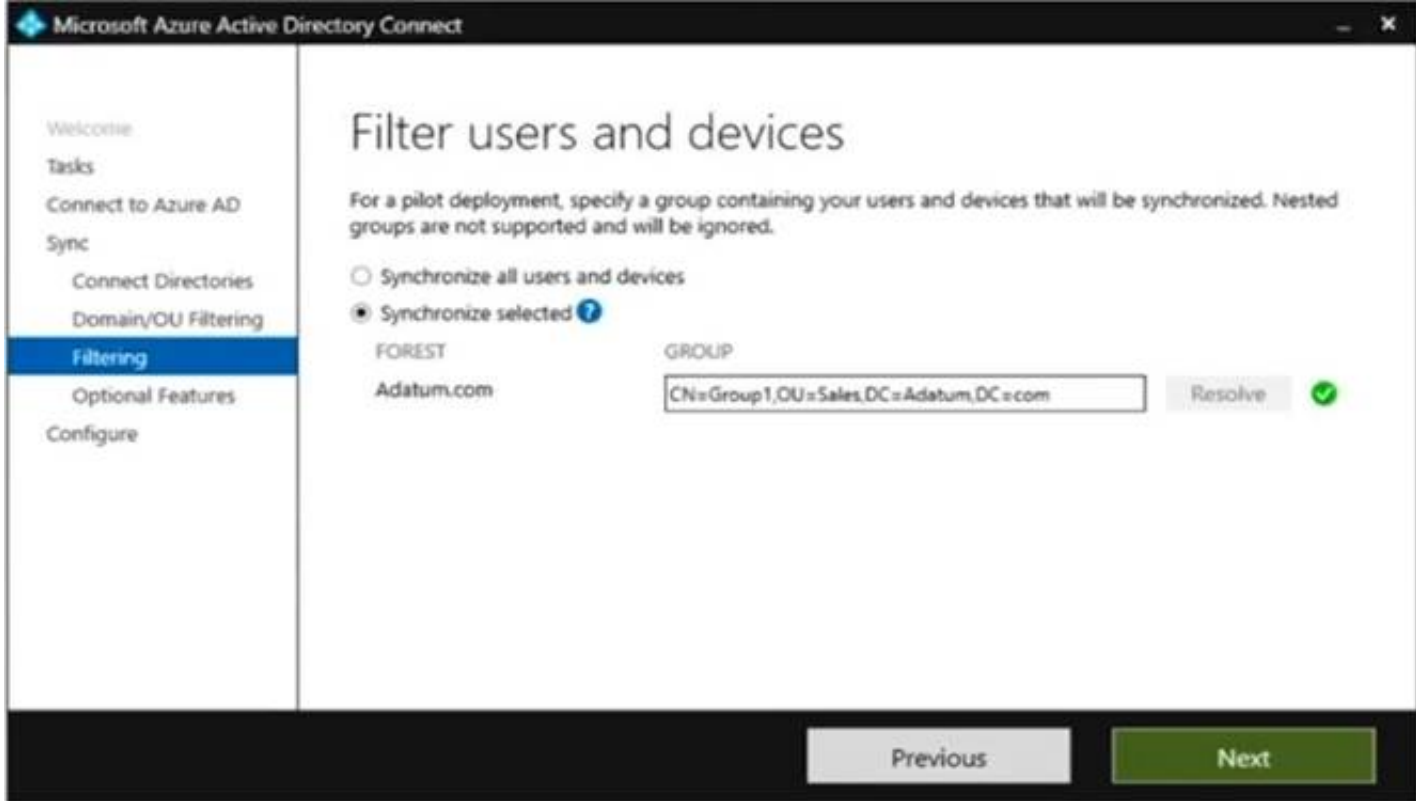 Microsoft Azure Active Directory Connect
Welcome
Tasks
Connect to Azure AD
Sync
Connect Directories
Domain/OU Filtering
Filtering
Optional Features
Configure
Filter users and devices
For a pilot deployment, specify a group containing your users and devices that will be synchronized. Nested
groups are not supported and will be ignored.
Synchronize all users and devices
Synchronize selected ?
FOREST GROUP
Adatum.com CN=Group1,OU=Sales,DC=Adatum,DC=com Resolve
Previous Next